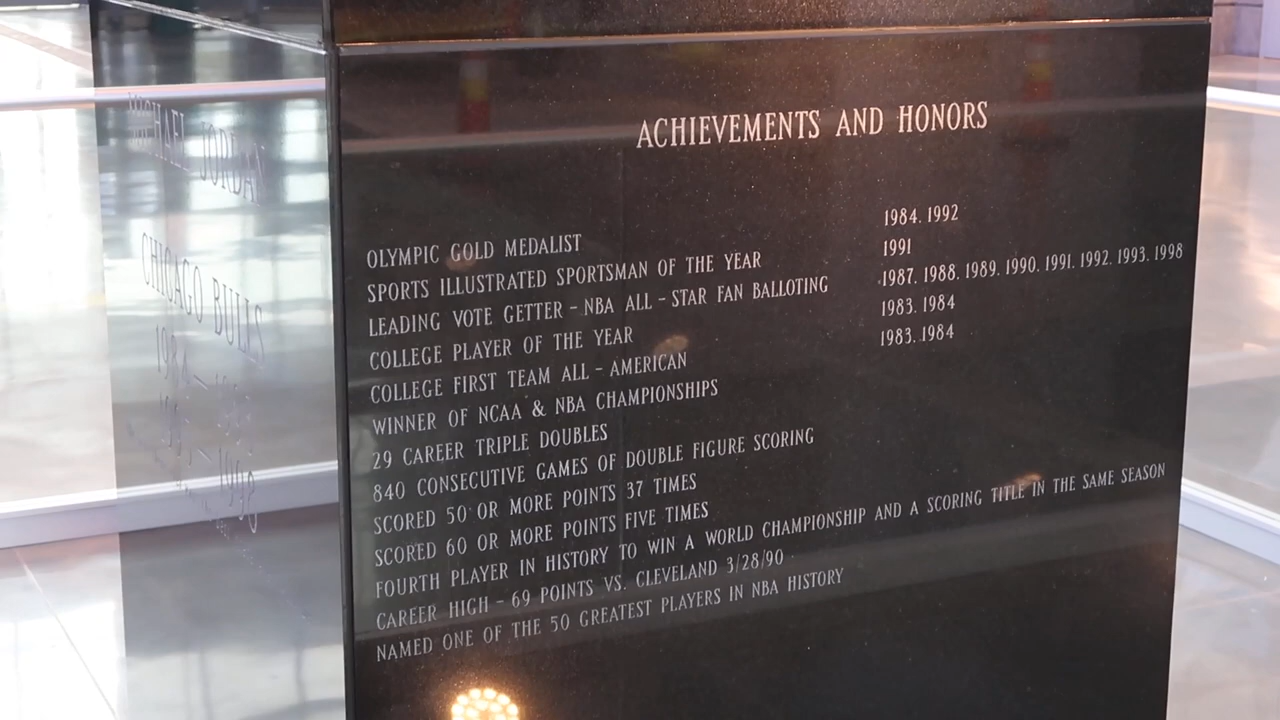 MICHAEL JORDAN
CHICAGO BULLS
ACHIEVEMENTS AND HONORS
OLYMPIC GOLD MEDALIST 1984, 1992
SPORTS ILLUSTRATED SPORTSMAN OF THE YEAR 1991
LEADING VOTE GETTER - NBA ALL - STAR FAN BALLOTING 1987, 1988, 1989, 1990, 1991, 1992, 1993, 1998
COLLEGE PLAYER OF THE YEAR 1983, 1984
COLLEGE FIRST TEAM ALL - AMERICAN 1983, 1984
WINNER OF NCAA & NBA CHAMPIONSHIPS
29 CAREER TRIPLE DOUBLES
840 CONSECUTIVE GAMES OF DOUBLE FIGURE SCORING
SCORED 50 OR MORE POINTS 37 TIMES
SCORED 60 OR MORE POINTS FIVE TIMES
FOURTH PLAYER IN HISTORY TO WIN A WORLD CHAMPIONSHIP AND A SCORING TITLE IN THE SAME SEASON
CAREER HIGH - 69 POINTS VS. CLEVELAND 3/28/90
NAMED ONE OF THE 50 GREATEST PLAYERS IN NBA HISTORY